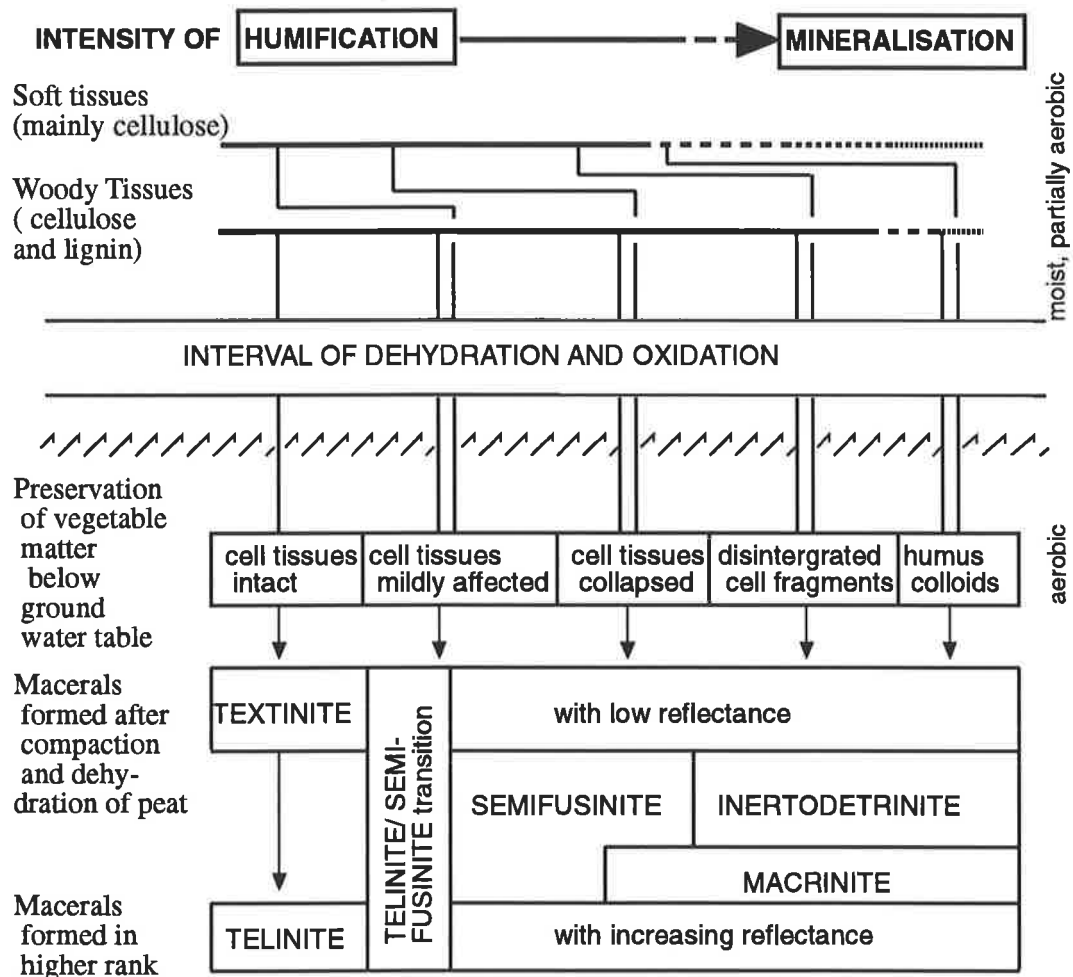 INTENSITY OF HUMIFICATION MINERALISATION
Soft tissues
(mainly cellulose)
Woody Tissues
( cellulose
and lignin)
moist, partially aerobic
INTERVAL OF DEHYDRATION AND OXIDATION
Preservation
of vegetable
matter
below
ground
water table
cell tissues
intact
cell tissues
mildly affected
cell tissues
collapsed
disintergrated
cell fragments
humus
colloids
aerobic
Macerals
formed after
compaction
and dehy-
dration of peat
TEXTINITE
TELINITE/ SEMI-
FUSINITE transition
with low reflectance
SEMIFUSINITE
INERTODETRINITE
MACRINITE
Macerals
formed in
higher rank
TELINITE
with increasing reflectance